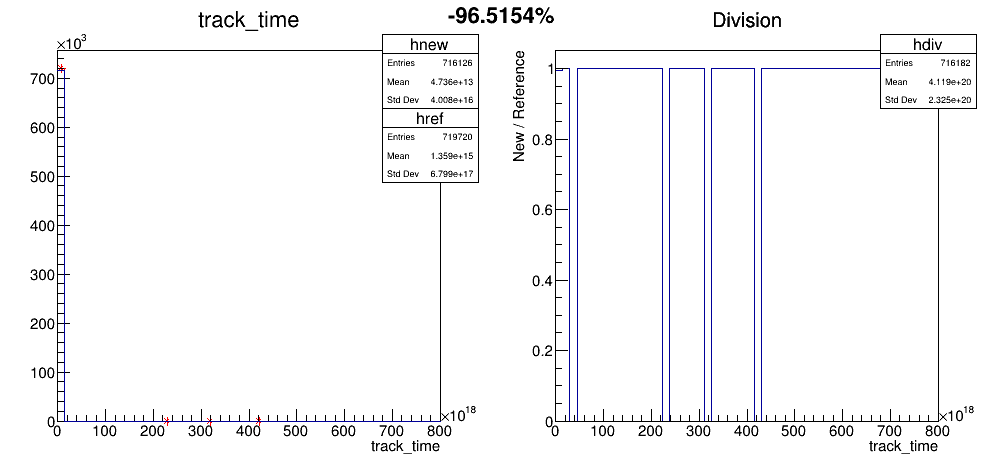 -96.5154%
track_time
×10³
700
600
500
400
300
200
100
0
0 100 200 300 400 500 600 700 800
×10¹⁸
track_time
hnew
Entries 716126
Mean 4.736e+13
Std Dev 4.008e+16
href
Entries 719720
Mean 1.359e+15
Std Dev 6.799e+17
Division
New / Reference
1
0.8
0.6
0.4
0.2
0
0 100 200 300 400 500 600 700 800
×10¹⁸
track_time
hdiv
Entries 716182
Mean 4.119e+20
Std Dev 2.325e+20